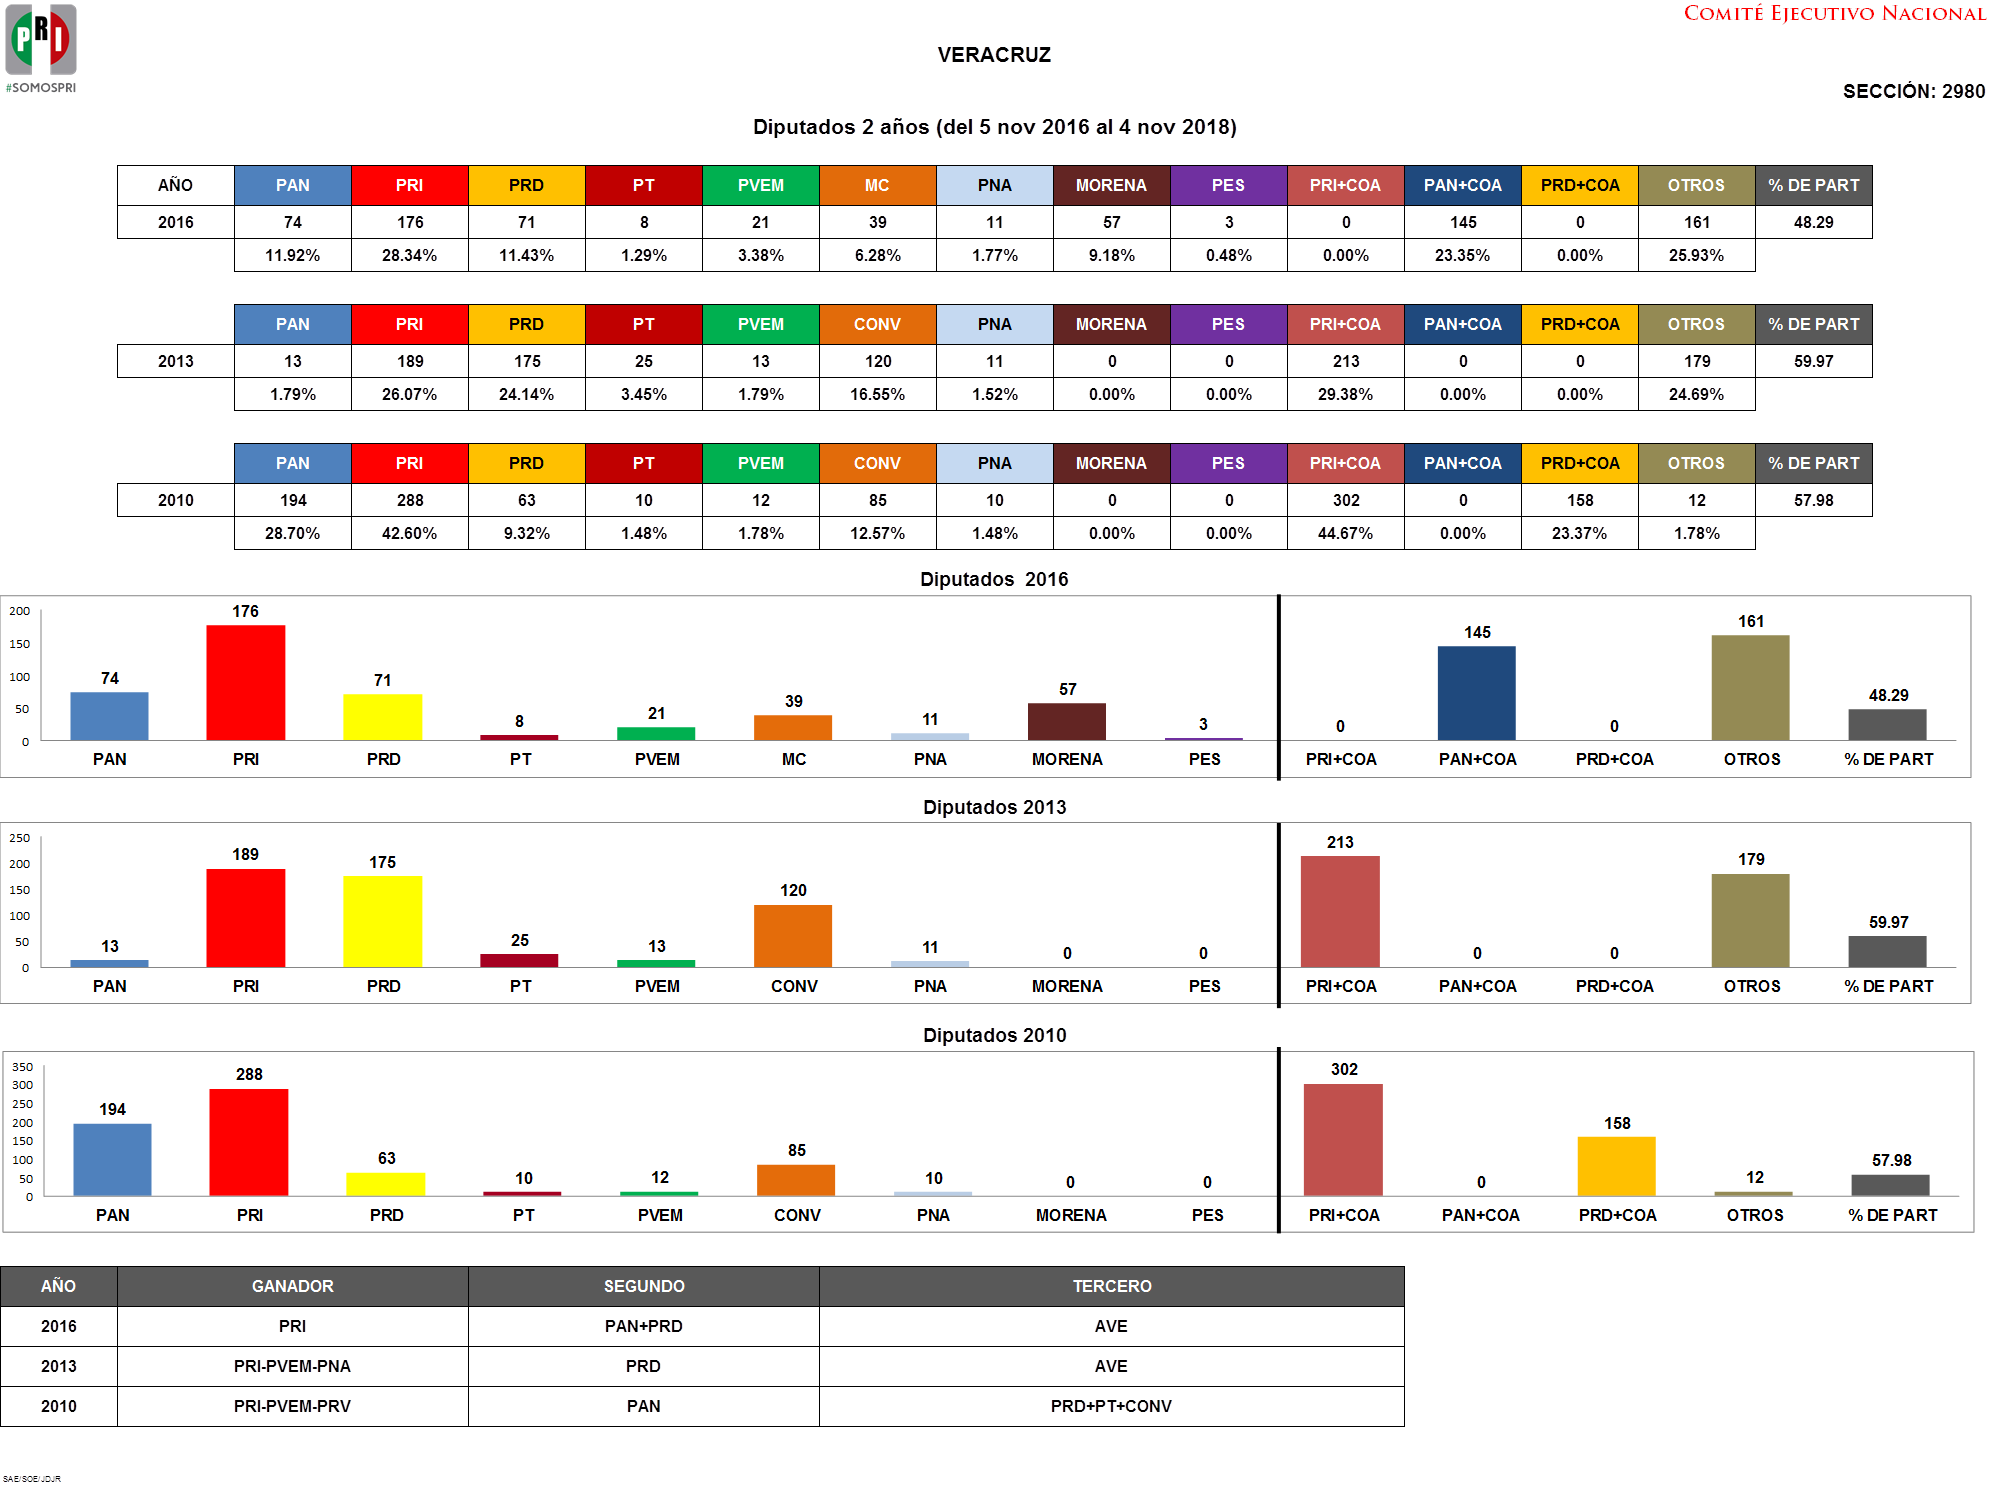 PRI
#SOMOSPRI
COMITÉ EJECUTIVO NACIONAL
VERACRUZ
SECCIÓN: 2980
Diputados 2 años (del 5 nov 2016 al 4 nov 2018)
AÑO PAN PRI PRD PT PVEM MC PNA MORENA PES PRI+COA PAN+COA PRD+COA OTROS % DE PART
2016 74 176 71 8 21 39 11 57 3 0 145 0 161 48.29
11.92% 28.34% 11.43% 1.29% 3.38% 6.28% 1.77% 9.18% 0.48% 0.00% 23.35% 0.00% 25.93%
PAN PRI PRD PT PVEM CONV PNA MORENA PES PRI+COA PAN+COA PRD+COA OTROS % DE PART
2013 13 189 175 25 13 120 11 0 0 213 0 0 179 59.97
1.79% 26.07% 24.14% 3.45% 1.79% 16.55% 1.52% 0.00% 0.00% 29.38% 0.00% 0.00% 24.69%
PAN PRI PRD PT PVEM CONV PNA MORENA PES PRI+COA PAN+COA PRD+COA OTROS % DE PART
2010 194 288 63 10 12 85 10 0 0 302 0 158 12 57.98
28.70% 42.60% 9.32% 1.48% 1.78% 12.57% 1.48% 0.00% 0.00% 44.67% 0.00% 23.37% 1.78%
Diputados 2016
200
150
100
50
0
74 176 71 8 21 39 11 57 3 0 145 0 161 48.29
PAN PRI PRD PT PVEM MC PNA MORENA PES PRI+COA PAN+COA PRD+COA OTROS % DE PART
Diputados 2013
250
200
150
100
50
0
13 189 175 25 13 120 11 0 0 213 0 0 179 59.97
PAN PRI PRD PT PVEM CONV PNA MORENA PES PRI+COA PAN+COA PRD+COA OTROS % DE PART
Diputados 2010
350
300
250
200
150
100
50
0
194 288 63 10 12 85 10 0 0 302 0 158 12 57.98
PAN PRI PRD PT PVEM CONV PNA MORENA PES PRI+COA PAN+COA PRD+COA OTROS % DE PART
AÑO GANADOR SEGUNDO TERCERO
2016 PRI PAN+PRD AVE
2013 PRI-PVEM-PNA PRD AVE
2010 PRI-PVEM-PRV PAN PRD+PT+CONV
SAE/SOE/JDJR